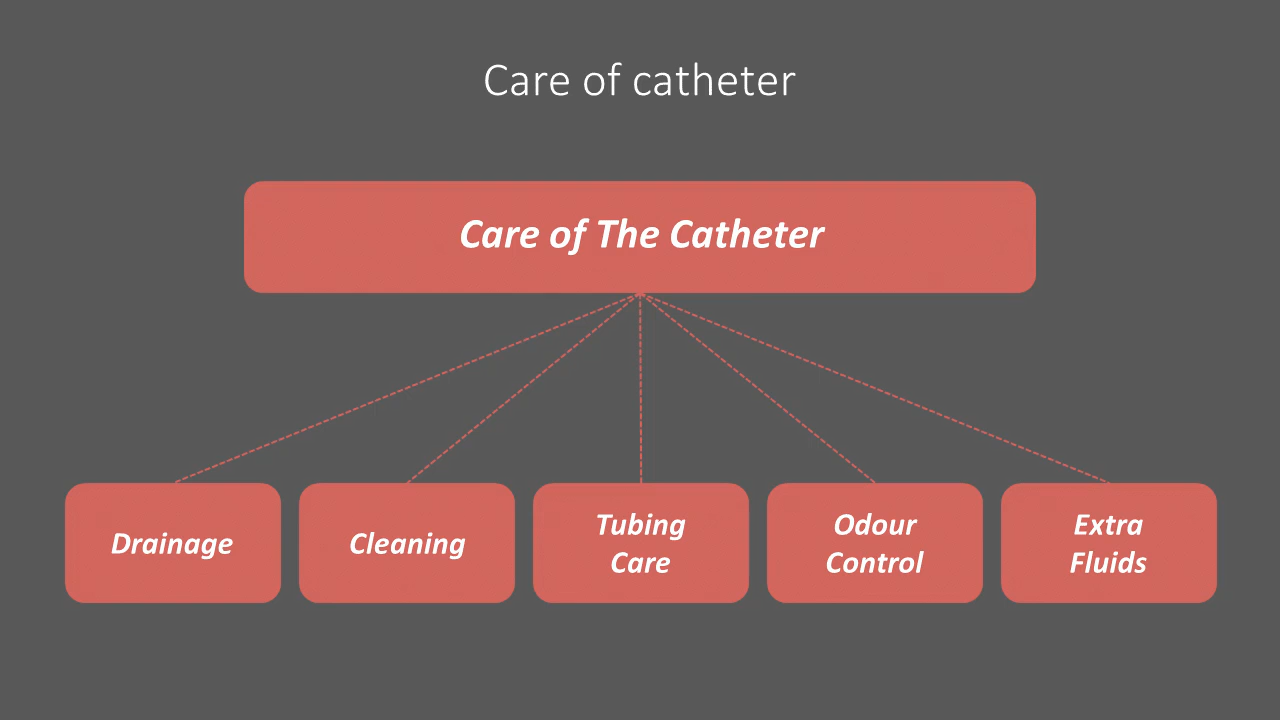 Care of catheter
Care of The Catheter
Drainage
Cleaning
Tubing
Care
Odour
Control
Extra
Fluids